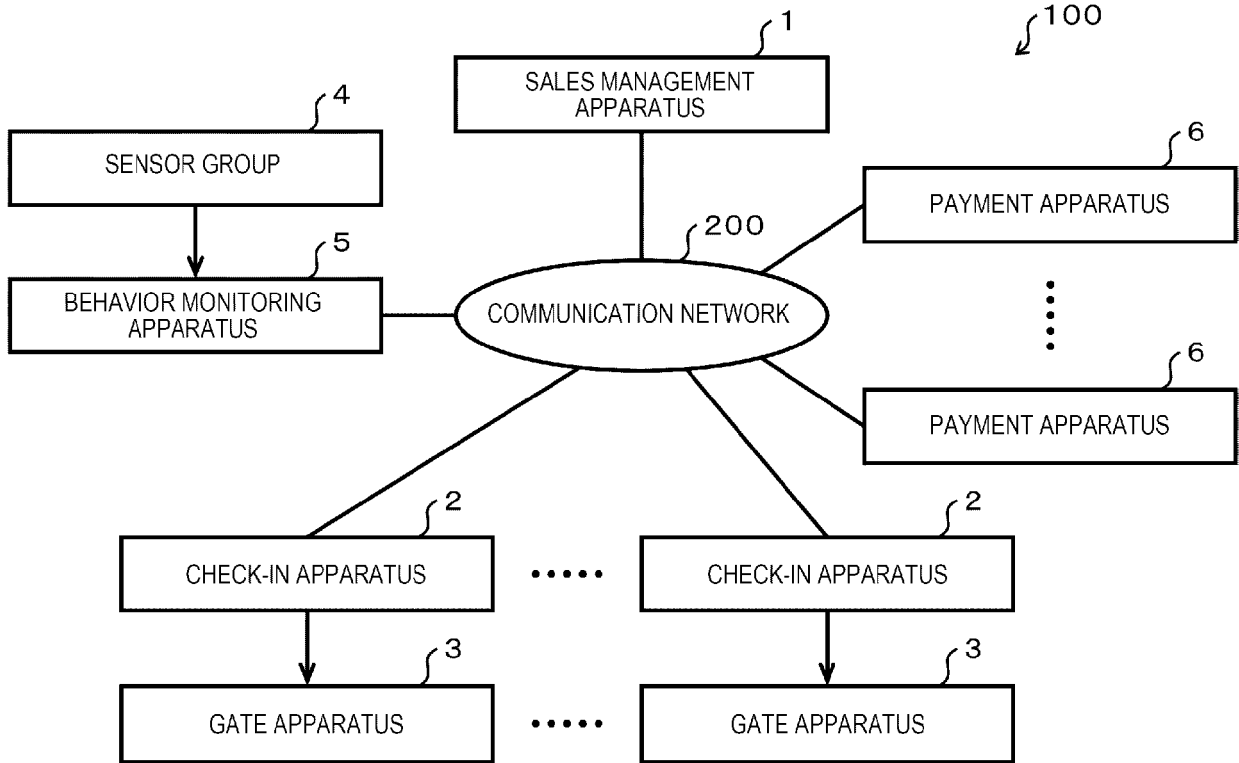 100
1
SALES MANAGEMENT
APPARATUS
4
SENSOR GROUP
6
PAYMENT APPARATUS
200
COMMUNICATION NETWORK
5
BEHAVIOR MONITORING
APPARATUS
6
PAYMENT APPARATUS
2
CHECK-IN APPARATUS
2
CHECK-IN APPARATUS
3
GATE APPARATUS
3
GATE APPARATUS